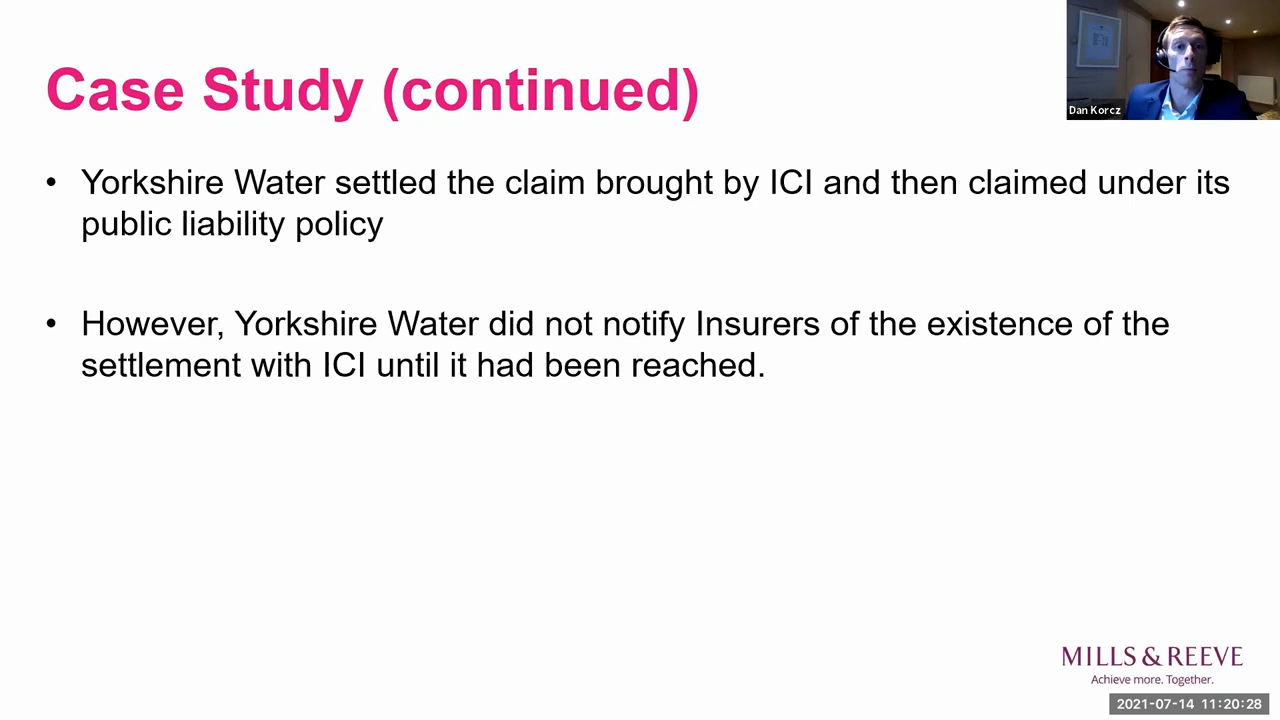 Case Study (continued)
Dan Korcz
• Yorkshire Water settled the claim brought by ICI and then claimed under its
public liability policy
• However, Yorkshire Water did not notify Insurers of the existence of the
settlement with ICI until it had been reached.
MILLS & REEVE
Achieve more. Together.
2021-07-14 11:20:28